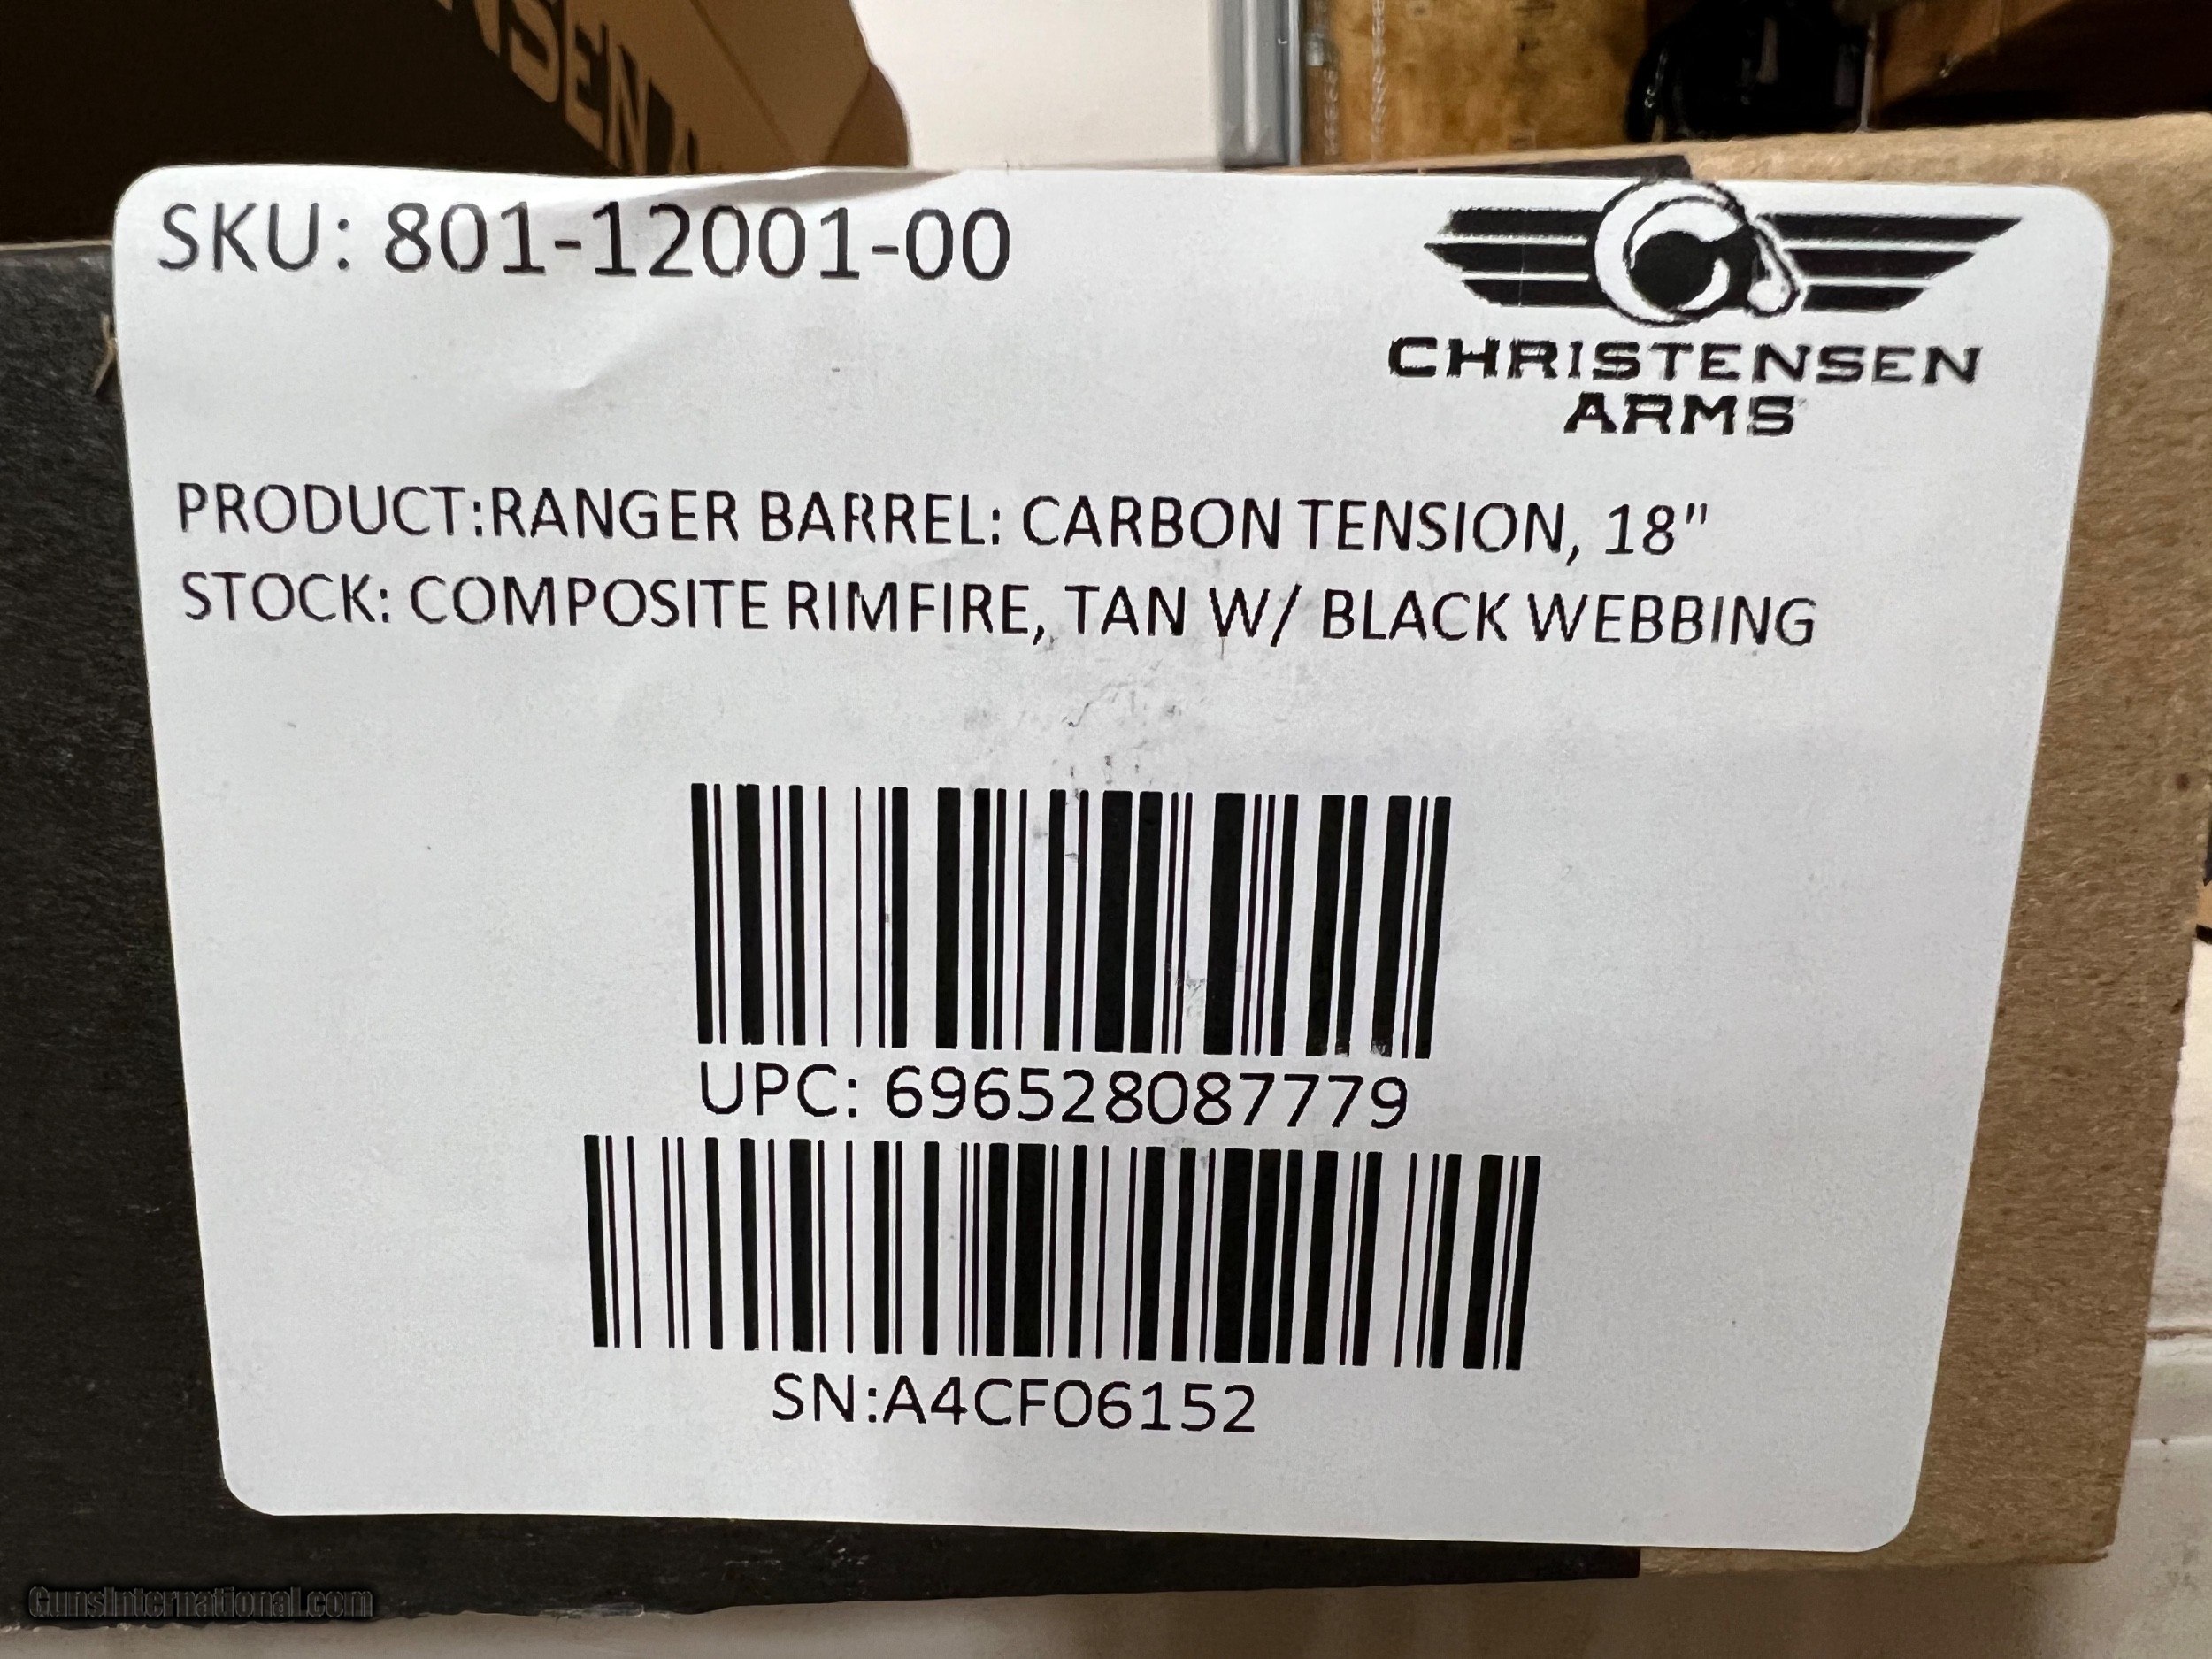 NSEN A
SKU: 801-12001-00
CHRISTENSEN
ARMS
PRODUCT:RANGER BARREL: CARBON TENSION, 18"
STOCK: COMPOSITE RIMFIRE, TAN W/ BLACK WEBBING
UPC: 696528087779
SN:A4CF06152
GunsInternational.com